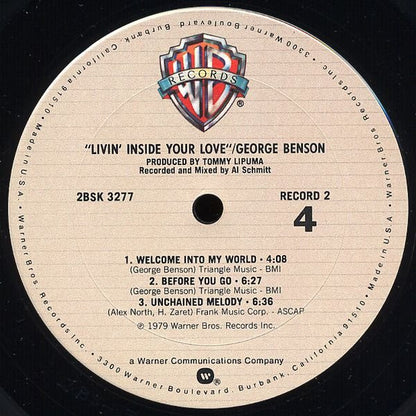 WB
RECORDS
®
"LIVIN' INSIDE YOUR LOVE"/GEORGE BENSON
PRODUCED BY TOMMY LIPUMA
Recorded and Mixed by Al Schmitt
2BSK 3277
RECORD 2
4
1. WELCOME INTO MY WORLD • 4:08
(George Benson) Triangle Music - BMI
2. BEFORE YOU GO • 6:27
(George Benson) Triangle Music - BMI
3. UNCHAINED MELODY • 6:36
(Alex North, H. Zaret) Frank Music Corp. - ASCAP
℗ 1979 Warner Bros. Records Inc.
a Warner Communications Company
Warner Bros. Records Inc. • 3300 Warner Boulevard, Burbank, California 91510 • Made in U.S.A. • Warner Bros. Records Inc. • 3300 Warner Boulevard, Burbank, California 91510 • Made in U.S.A. •